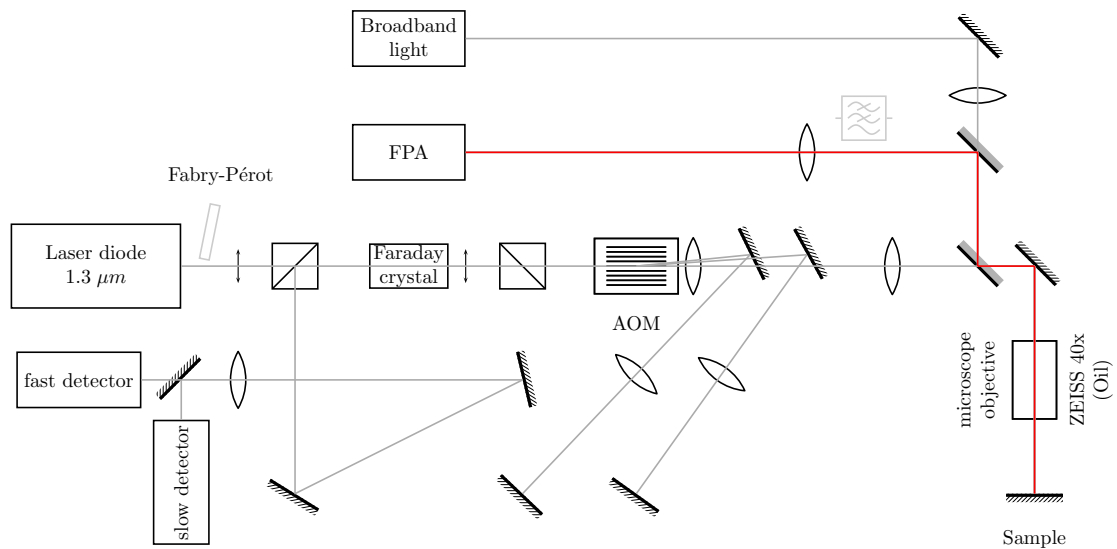 Broadband
light
FPA
Fabry-Pérot
Laser diode
1.3 μm
Faraday
crystal
AOM
fast detector
slow detector
microscope
objective
ZEISS 40x
(Oil)
Sample